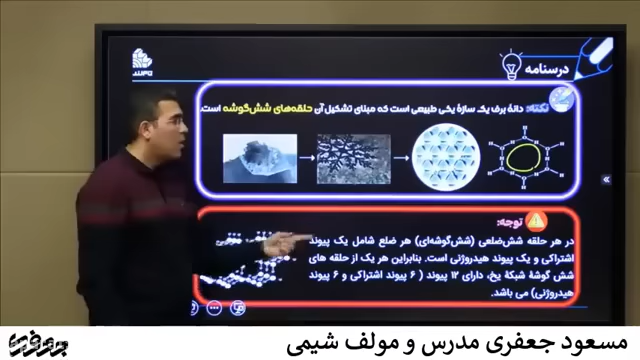 درسنامه
نکته: دانهٔ برف یک سازهٔ یخی طبیعی است که مبنای تشکیل آن حلقه‌های شش‌گوشه است.
توجه:
در هر حلقه شش‌ضلعی (شش‌گوشه‌ای) هر ضلع شامل یک پیوند
اشتراکی و یک پیوند هیدروژنی است. بنابراین هر یک از حلقه های
شش گوشهٔ شبکهٔ یخ، دارای ۱۲ پیوند ( ۶ پیوند اشتراکی و ۶ پیوند
هیدروژنی) می باشد.
مسعود جعفری مدرس و مولف شیمی